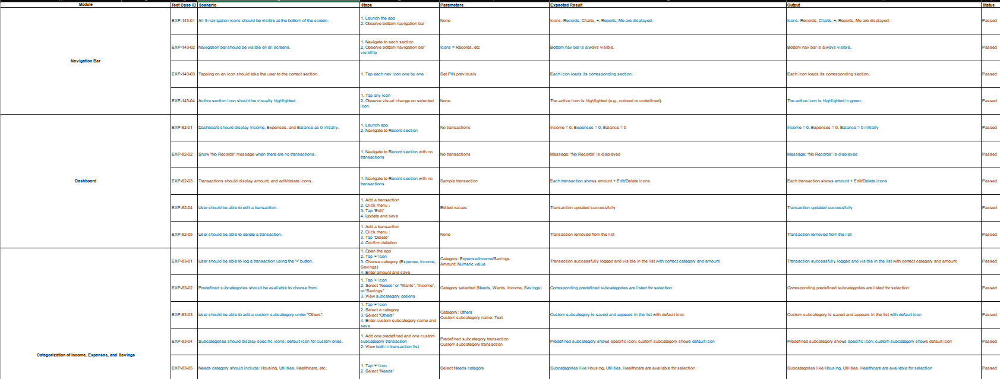 Module Test Case ID Scenario Steps Parameters Expected Result Output Status
Navigation Bar
EXP-143-01 All 5 navigation icons should be visible at the bottom of the screen. 1. Launch the app
2. Observe bottom navigation bar None Icons: Records, Charts, +, Reports, Me are displayed. Icons: Records, Charts, +, Reports, Me are displayed. Passed
EXP-143-02 Navigation bar should be visible on all screens. 1. Navigate to each section
2. Observe bottom navigation bar
visibility Icons = Records, etc Bottom nav bar is always visible. Bottom nav bar is always visible. Passed
EXP-143-03 Tapping on an icon should take the user to the correct section. 1. Tap each nav icon one by one Set PIN previously Each icon loads its corresponding section. Each icon loads its corresponding section. Passed
EXP-143-04 Active section icon should be visually highlighted. 1. Tap any icon
2. Observe visual change on selected
icon None The active icon is highlighted (e.g., colored or underlined). The active icon is highlighted in green. Passed
Dashboard
EXP-82-01 Dashboard should display Income, Expenses, and Balance as 0 initially. 1. Launch app
2. Navigate to Record section No transactions Income = 0, Expenses = 0, Balance = 0 Income = 0, Expenses = 0, Balance = 0 initially Passed
EXP-82-02 Show "No Records" message when there are no transactions. 1. Navigate to Record section with no
transactions No transactions Message: "No Records" is displayed Message: "No Records" is displayed Passed
EXP-82-03 Transactions should display amount, and edit/delete icons. 1. Navigate to Record section with no
transactions Sample transaction Each transaction shows amount + Edit/Delete icons Each transaction shows amount + Edit/Delete icons Passed
EXP-82-04 User should be able to edit a transaction. 1. Add a transaction
2. Click menu ⋮
3. Tap "Edit"
4. Update and save Edited values Transaction updated successfully Transaction updated successfully Passed
EXP-82-05 User should be able to delete a transaction. 1. Add a transaction
2. Click menu ⋮
3. Tap "Delete"
4. Confirm deletion None Transaction removed from the list Transaction removed from the list Passed
Categorization of Income, Expenses, and Savings
EXP-83-01 User should be able to log a transaction using the '+' button. 1. Open the app
2. Tap '+' icon
3. Choose category (Expense, Income,
Savings)
4. Enter amount and save Category: Expense/Income/Savings
Amount: Numeric value Transaction successfully logged and visible in the list with correct category and amount Transaction successfully logged and visible in the list with correct category and amount Passed
EXP-83-02 Predefined subcategories should be available to choose from. 1. Tap '+' icon
2. Select "Needs" or "Wants", "Income",
or "Savings"
3. View subcategory options Category selected (Needs, Wants, Income, Savings) Corresponding predefined subcategories are listed for selection Corresponding predefined subcategories are listed for selection Passed
EXP-83-03 User should be able to add a custom subcategory under "Others". 1. Tap '+' icon
2. Select a category
3. Select "Others"
4. Enter custom subcategory name and
save Category: Others
Custom subcategory name: Text Custom subcategory is saved and appears in the list with default icon Custom subcategory is saved and appears in the list with default icon Passed
EXP-83-04 Subcategories should display specific icons; default icon for custom ones. 1. Add one predefined and one custom
subcategory transaction
2. View both in transaction list Predefined subcategory transaction
Custom subcategory transaction Predefined subcategory shows specific icon; custom subcategory shows default icon Predefined subcategory shows specific icon; custom subcategory shows default icon Passed
EXP-83-05 Needs category should include: Housing, Utilities, Healthcare, etc. 1. Tap '+' icon
2. Select "Needs" Select Needs category Subcategories like Housing, Utilities, Healthcare are available for selection Subcategories like Housing, Utilities, Healthcare are available for selection Passed